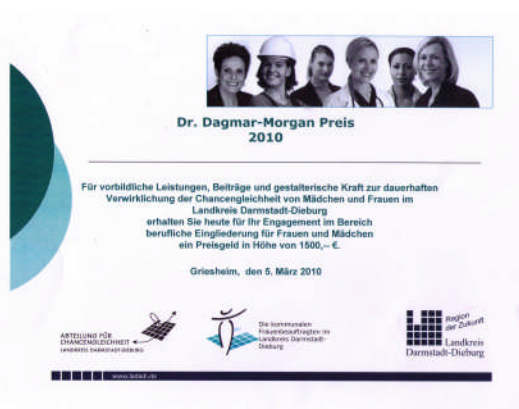 Dr. Dagmar-Morgan Preis
2010
Für vorbildliche Leistungen, Beiträge und gestalterische Kraft zur dauerhaften
Verwirklichung der Chancengleichheit von Mädchen und Frauen im
Landkreis Darmstadt-Dieburg
erhalten Sie heute für Ihr Engagement im Bereich
berufliche Eingliederung für Frauen und Mädchen
ein Preisgeld in Höhe von 1500,-- €.
Griesheim, den 5. März 2010
ABTEILUNG FÜR
CHANCENGLEICHHEIT
LANDKREIS DARMSTADT-DIEBURG
Die kommunalen
Frauenbeauftragten im
Landkreis Darmstadt-
Dieburg
Region
der Zukunft
Landkreis
Darmstadt-Dieburg
www.ladadi.de